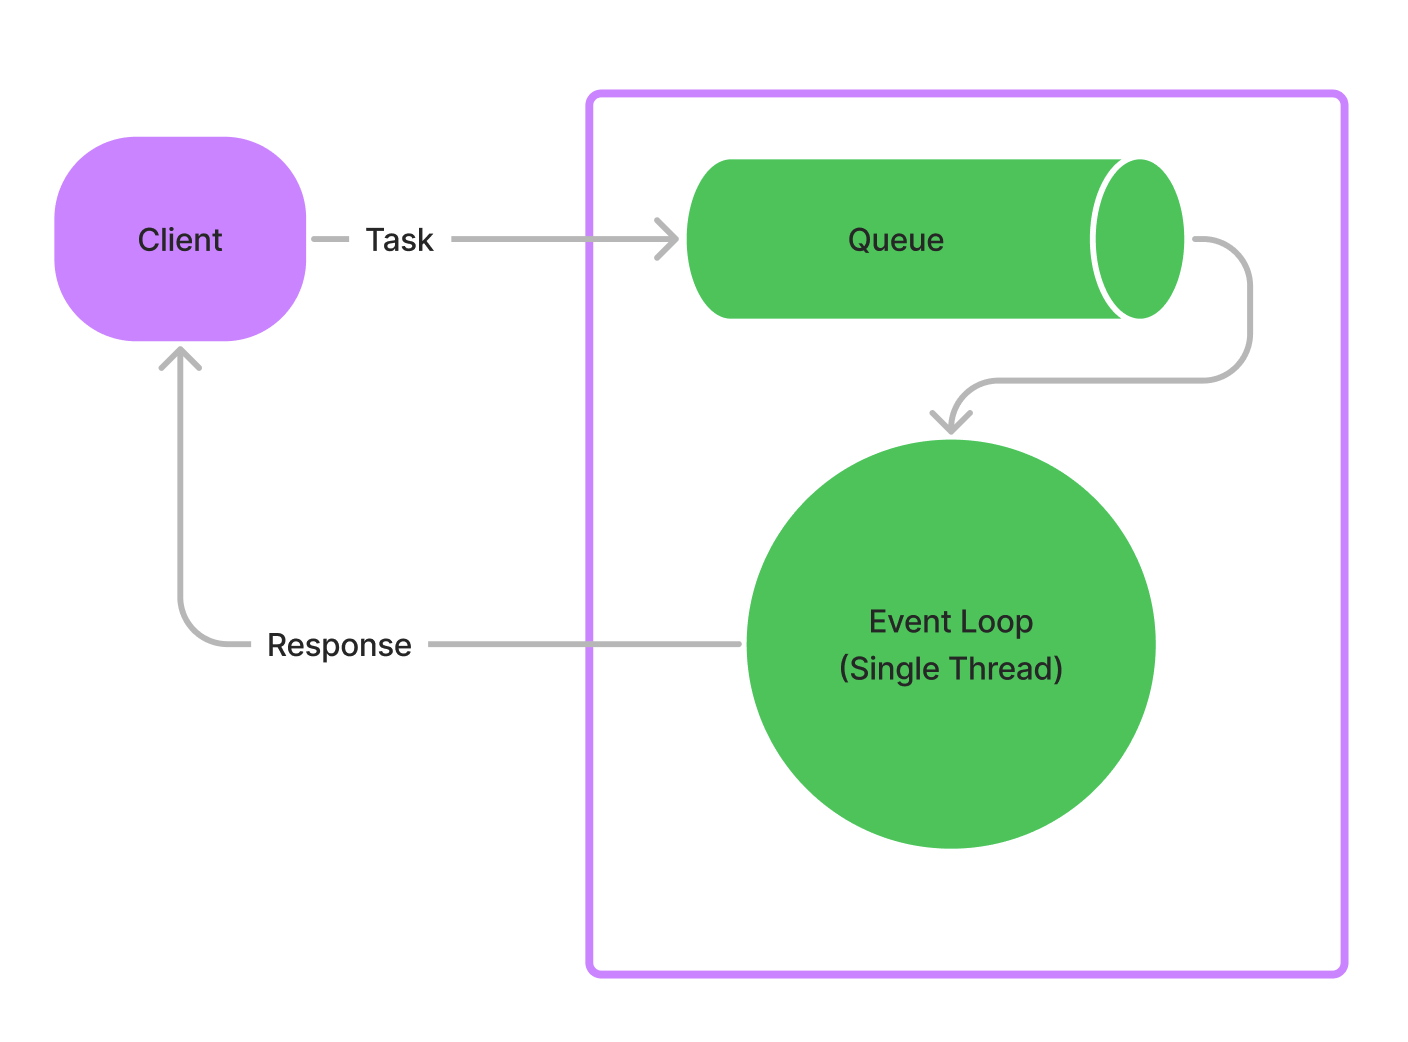 Client
Task
Queue
Event Loop
(Single Thread)
Response